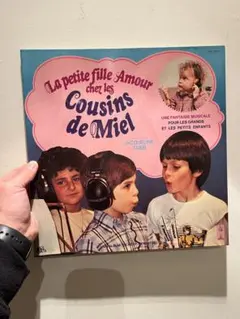 La petite fille Amour
chez les
Cousins
de Miel
UNE FANTAISIE MUSICALE
POUR LES GRANDS
ET LES PETITS ENFANTS